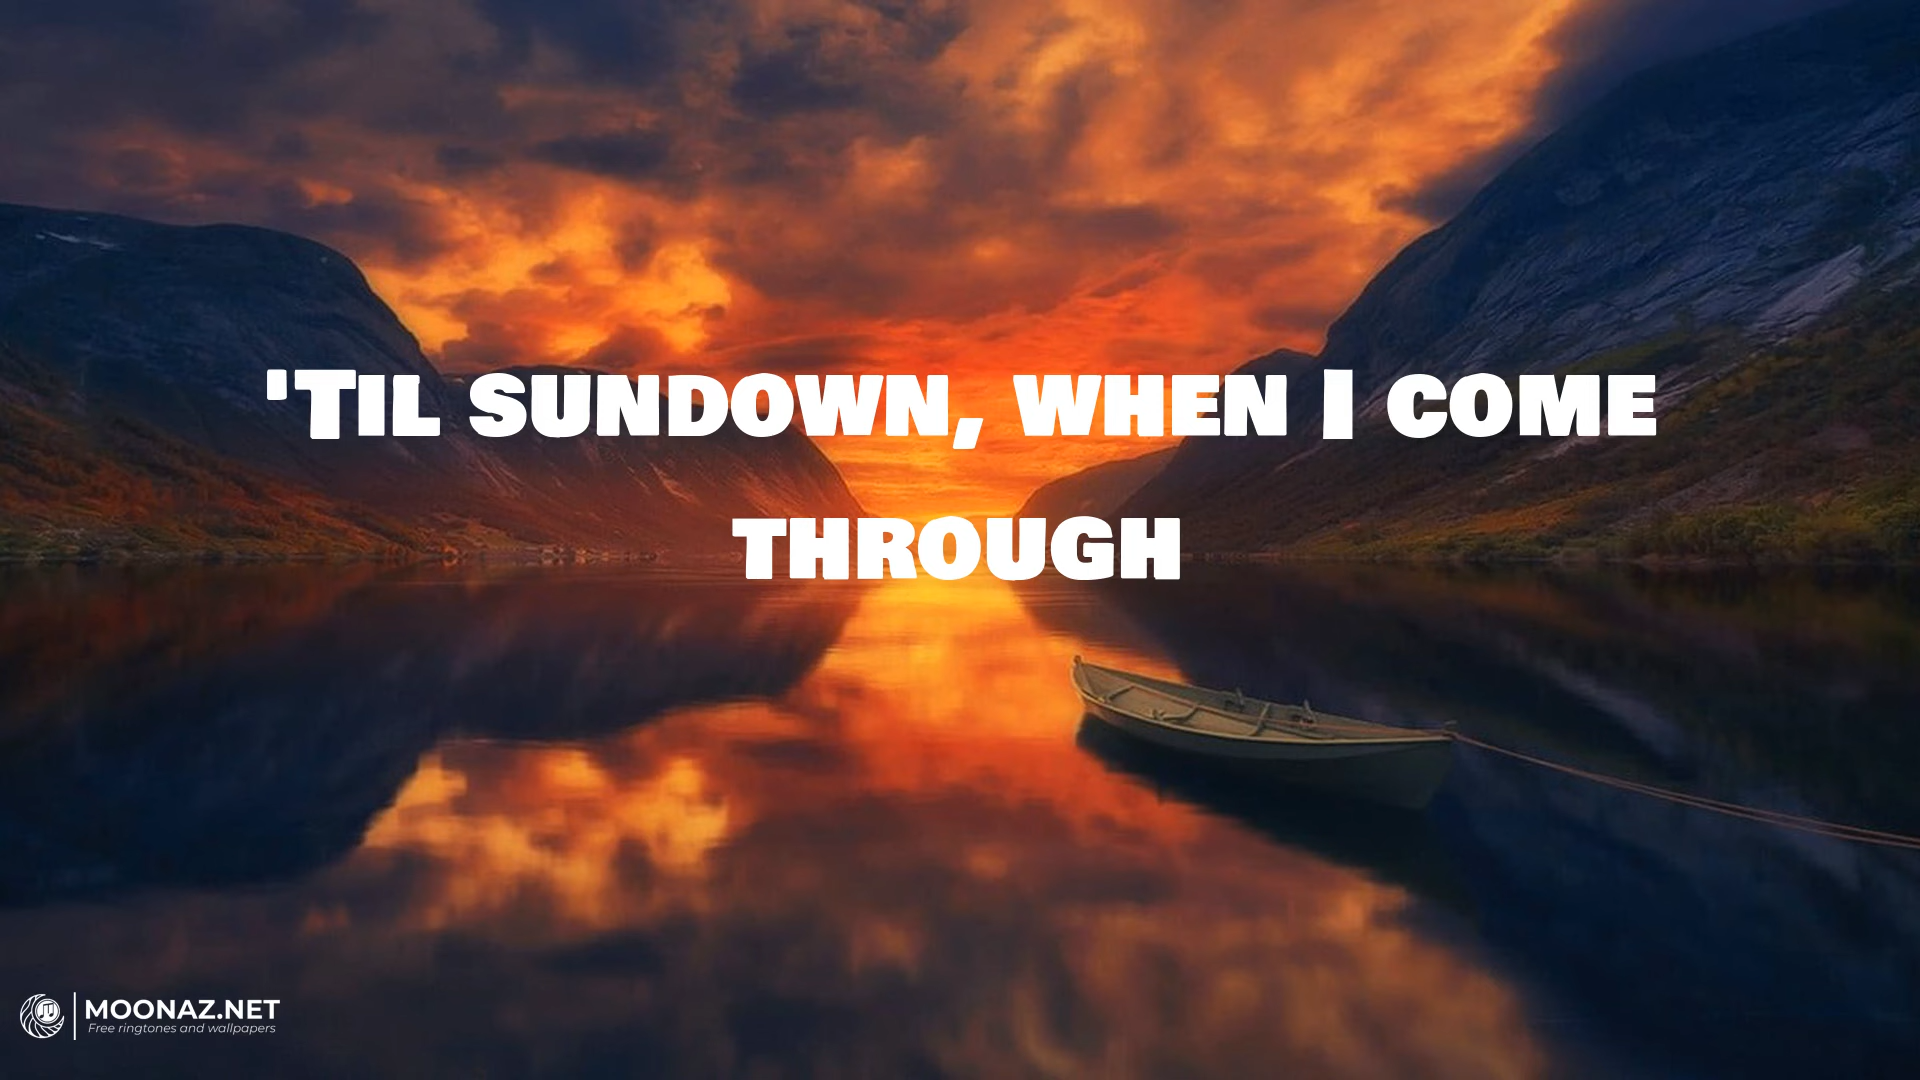 'Til sundown, when I come
through
MOONAZ.NET
Free ringtones and wallpapers